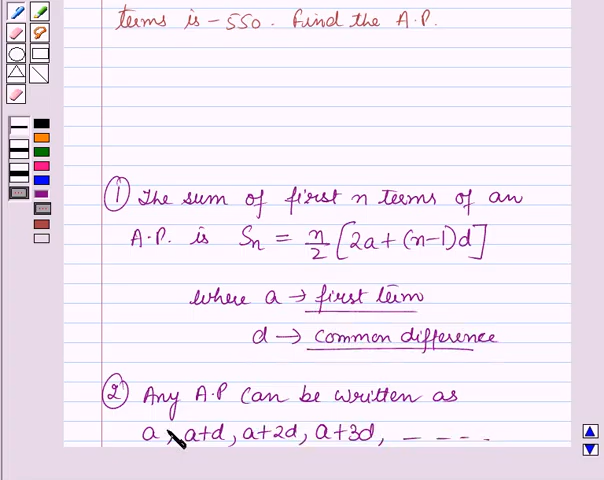 terms is -550. Find the A.P.
① The sum of first n terms of an
A.P. is Sn = n/2 [2a + (n-1)d]
where a → first term
d → common difference
② Any A.P can be written as
a, a+d, a+2d, a+3d, _ _ _ _.